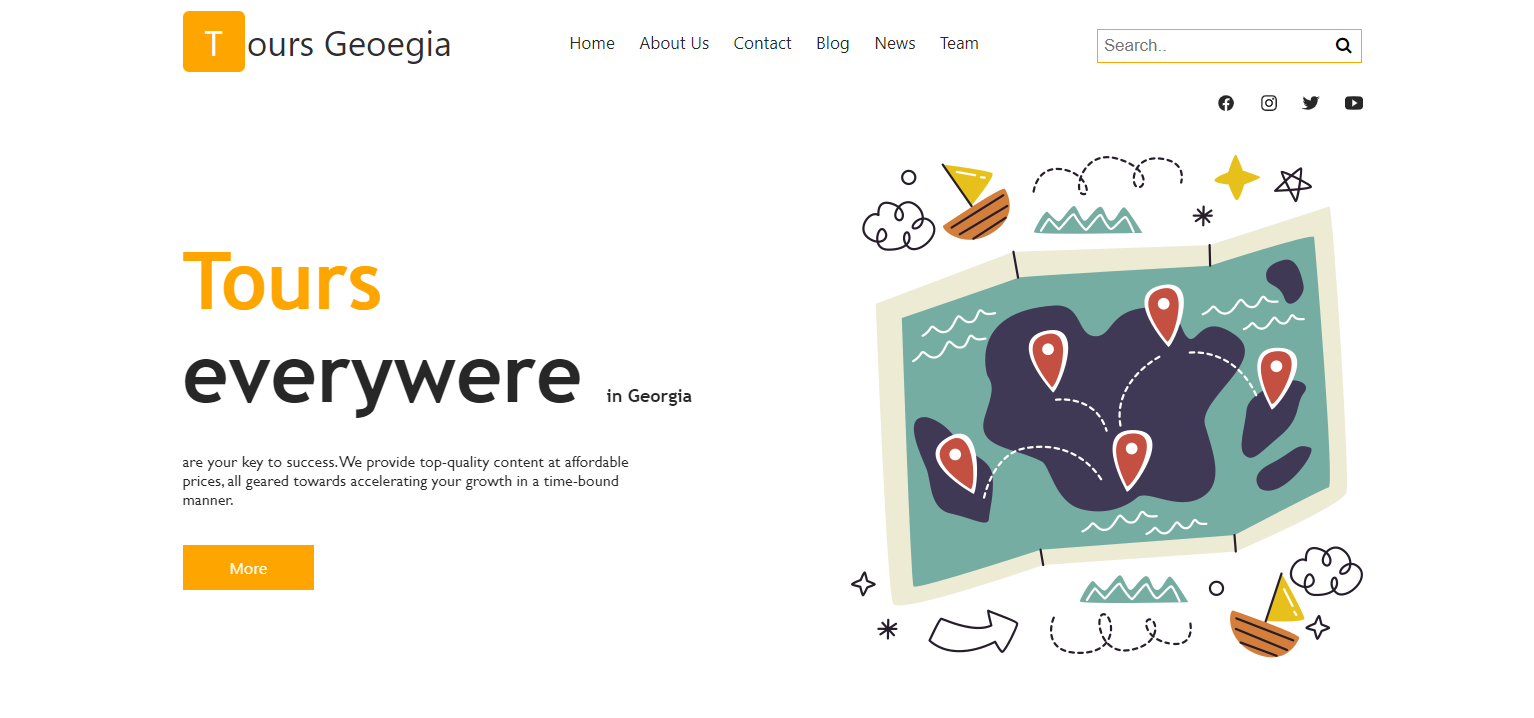 Tours Geoegia
Home About Us Contact Blog News Team
Search..
Tours
everywere in Georgia
are your key to success.We provide top-quality content at affordable
prices, all geared towards accelerating your growth in a time-bound
manner.
More